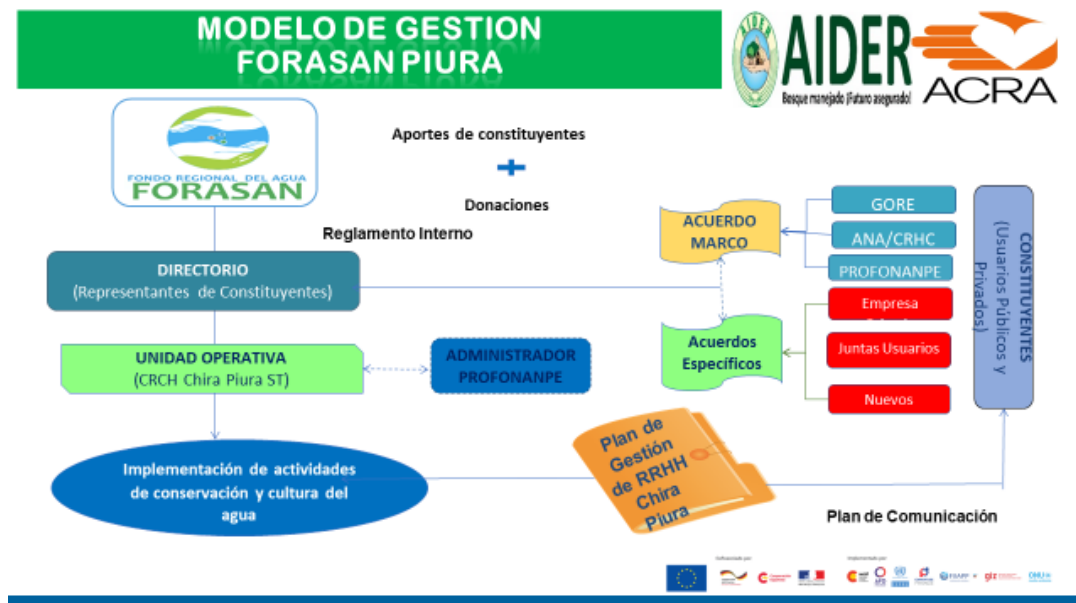 MODELO DE GESTION
FORASAN PIURA
AIDER
Bosque manejado ¡Futuro asegurado!
ACRA
FONDO REGIONAL DEL AGUA
FORASAN
Aportes de constituyentes
+
Donaciones
Reglamento Interno
DIRECTORIO
(Representantes de Constituyentes)
UNIDAD OPERATIVA
(CRCH Chira Piura ST)
ADMINISTRADOR
PROFONANPE
Implementación de actividades
de conservación y cultura del
agua
ACUERDO
MARCO
Acuerdos
Específicos
GORE
ANA/CRHC
PROFONANPE
Empresa
Juntas Usuarios
Nuevos
CONSTITUYENTES
(Usuarios Públicos y
Privados)
Plan de
Gestión
de RRHH
Chira
Piura
Plan de Comunicación
giz